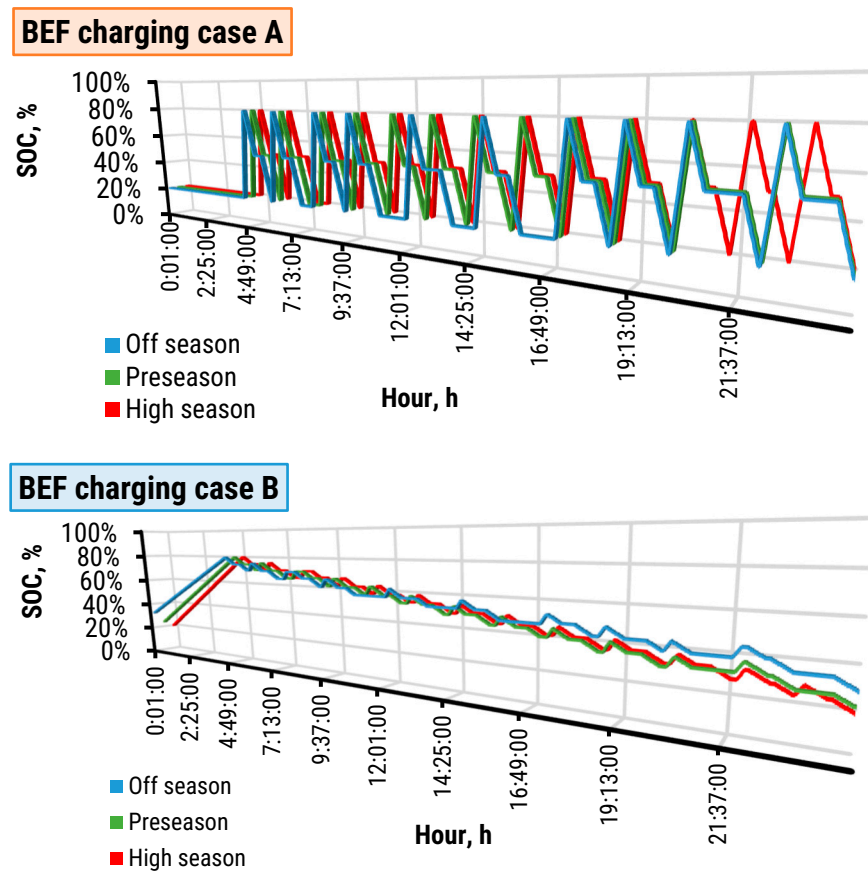 BEF charging case A
SOC, %
100%
80%
60%
40%
20%
0%
0:01:00
2:25:00
4:49:00
7:13:00
9:37:00
12:01:00
14:25:00
16:49:00
19:13:00
21:37:00
Hour, h
Off season
Preseason
High season
BEF charging case B
SOC, %
100%
80%
60%
40%
20%
0%
0:01:00
2:25:00
4:49:00
7:13:00
9:37:00
12:01:00
14:25:00
16:49:00
19:13:00
21:37:00
Hour, h
Off season
Preseason
High season